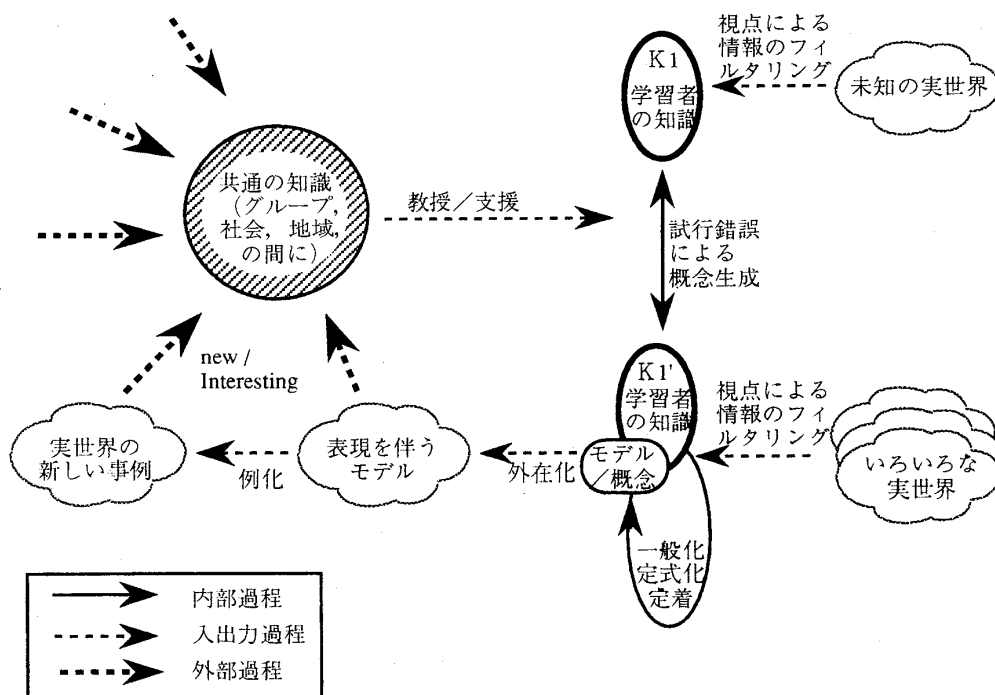 視点による
情報のフィ
ルタリング
K1
学習者
の知識
未知の実世界
共通の知識
(グループ,
社会, 地域,
の間に)
教授／支援
試行錯誤
による
概念生成
new /
Interesting
K1'
学習者
の知識
視点による
情報のフィ
ルタリング
実世界の
新しい事例
例化
表現を伴う
モデル
外在化
モデル
／概念
いろいろな
実世界
一般化
定式化
定着
内部過程
入出力過程
外部過程